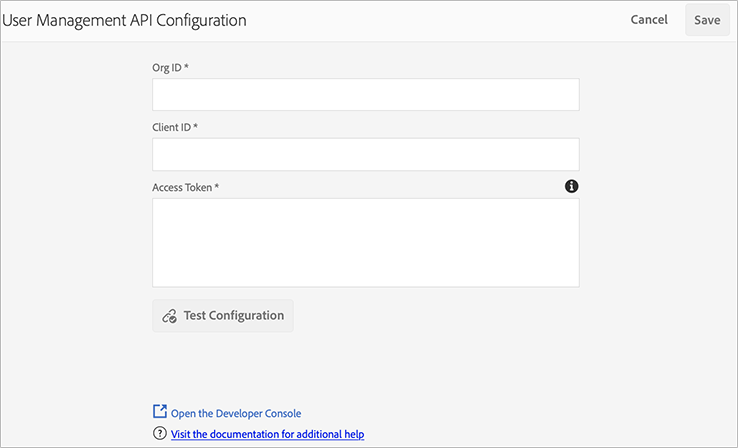 User Management API Configuration
Cancel
Save
Org ID *
Client ID *
Access Token *
Test Configuration
Open the Developer Console
Visit the documentation for additional help